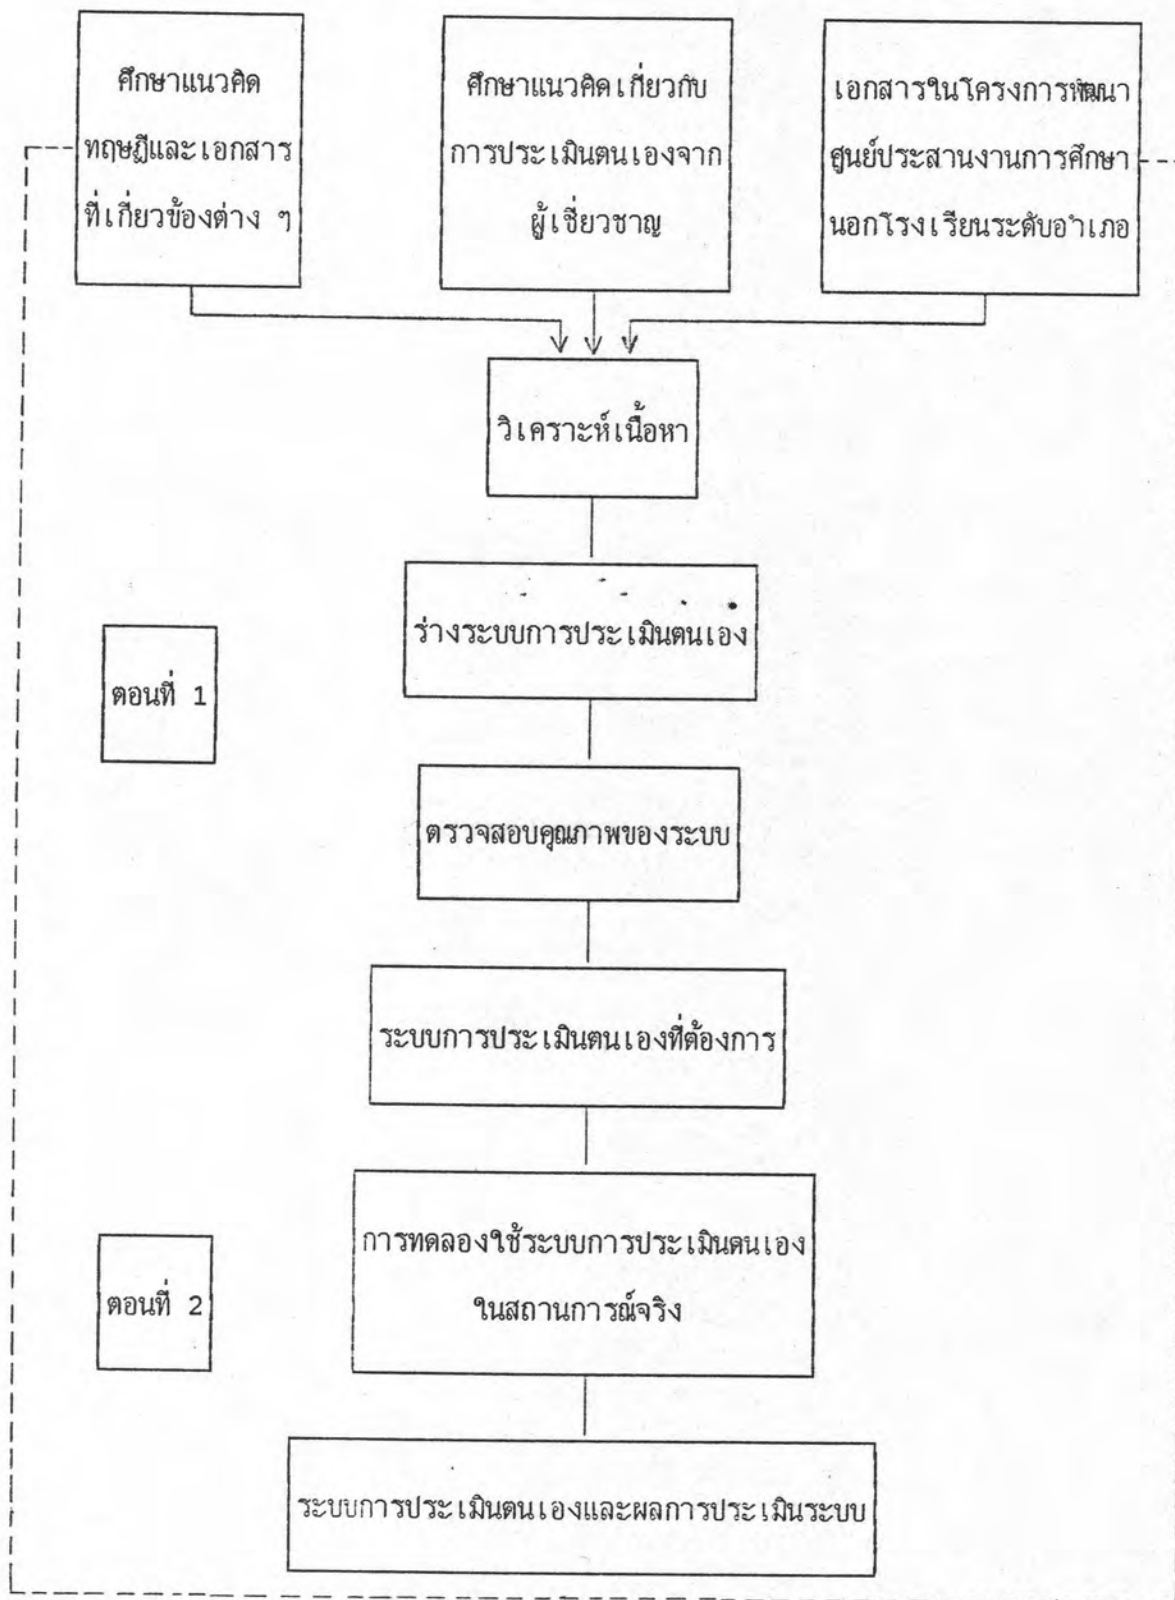 ศึกษาแนวคิด
ทฤษฎีและเอกสาร
ที่เกี่ยวข้องต่าง ๆ
ศึกษาแนวคิดเกี่ยวกับ
การประเมินตนเองจาก
ผู้เชี่ยวชาญ
เอกสารในโครงการพัฒนา
ศูนย์ประสานงานการศึกษา
นอกโรงเรียนระดับอำเภอ
วิเคราะห์เนื้อหา
ร่างระบบการประเมินตนเอง
ตอนที่ 1
ตรวจสอบคุณภาพของระบบ
ระบบการประเมินตนเองที่ต้องการ
การทดลองใช้ระบบการประเมินตนเอง
ในสถานการณ์จริง
ตอนที่ 2
ระบบการประเมินตนเองและผลการประเมินระบบ